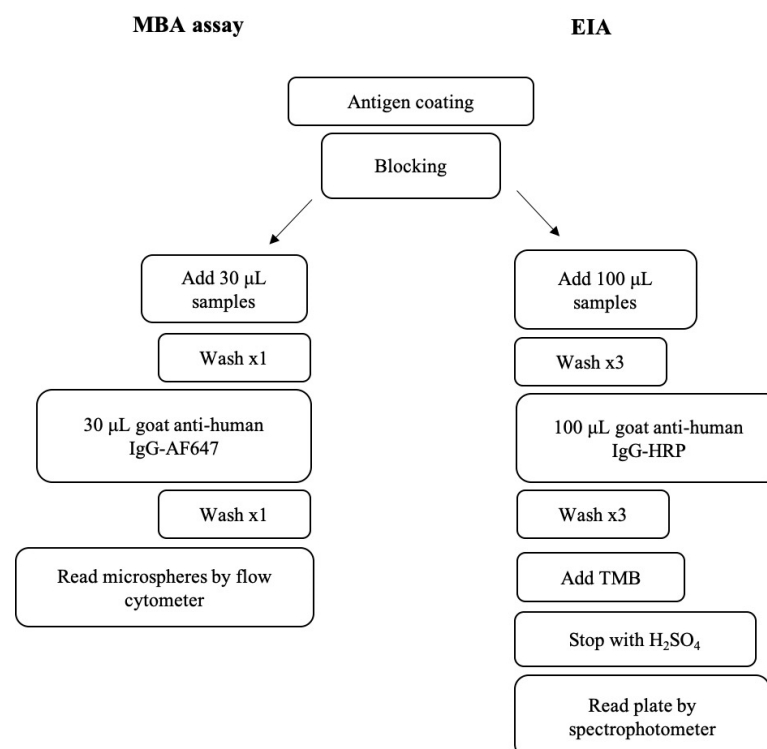 MBA assay
EIA
Antigen coating
Blocking
Add 30 μL
samples
Wash x1
30 μL goat anti-human
IgG-AF647
Wash x1
Read microspheres by flow
cytometer
Add 100 μL
samples
Wash x3
100 μL goat anti-human
IgG-HRP
Wash x3
Add TMB
Stop with H₂SO₄
Read plate by
spectrophotometer